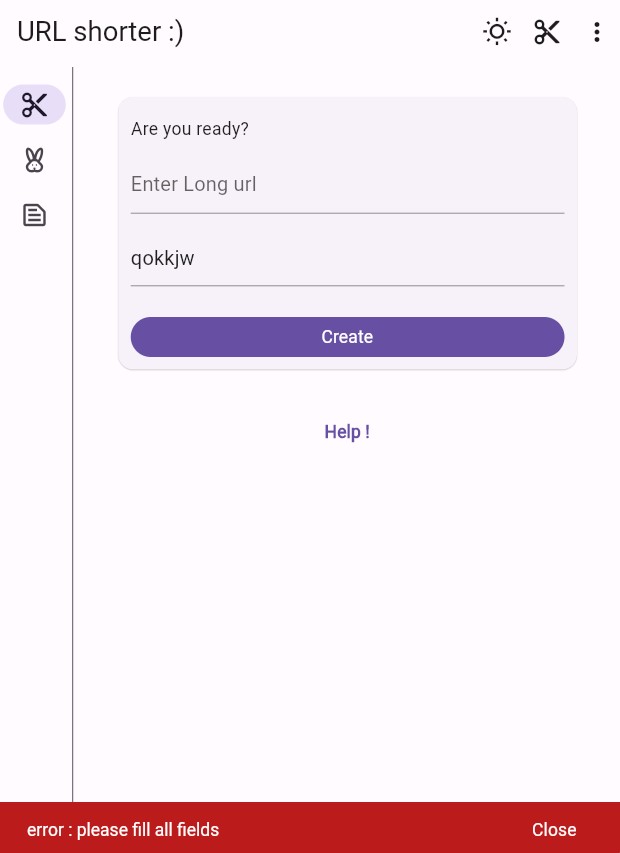 URL shorter :)
Are you ready?
Enter Long url
qokkjw
Create
Help !
error : please fill all fields
Close